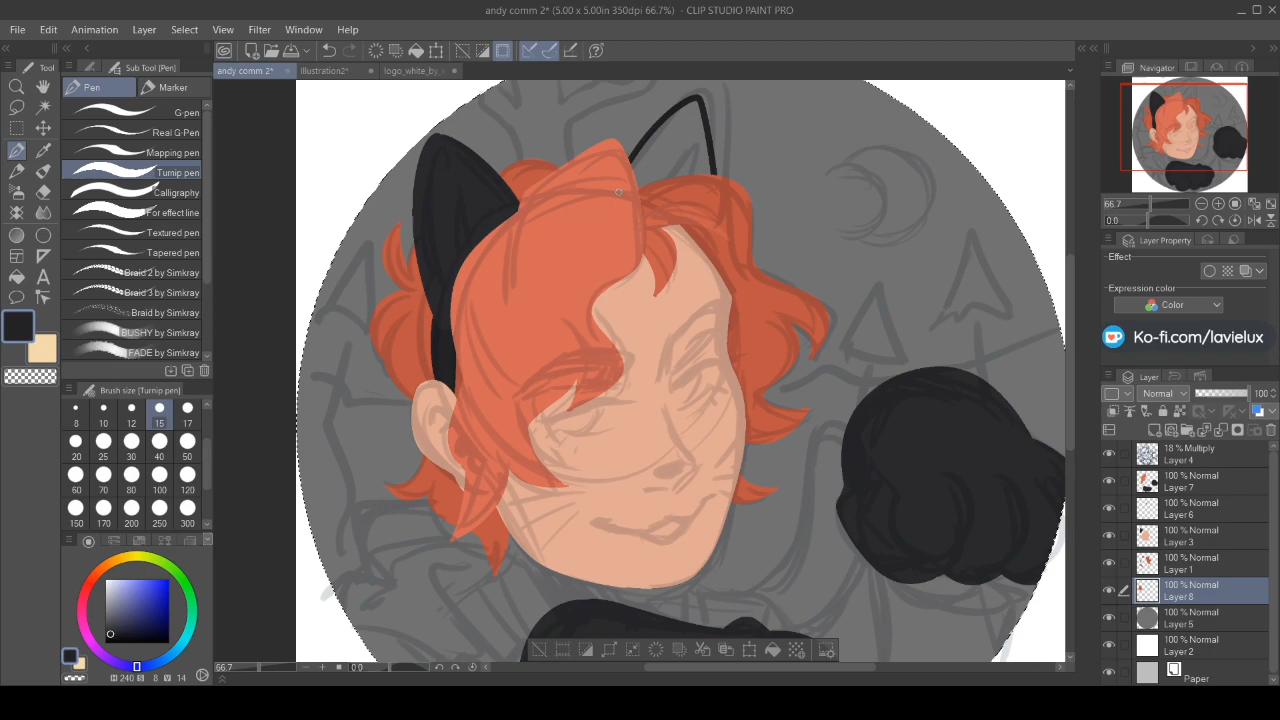 andy comm 2* (5.00 x 5.00in 350dpi 66.7%) - CLIP STUDIO PAINT PRO
File Edit Animation Layer Select View Filter Window Help
Tool
Sub Tool [Pen]
andy comm 2*
Illustration2*
logo_white_by_
Navigator
Pen
Marker
G-pen
Real G-Pen
Mapping pen
Turnip pen
Calligraphy
For effect line
Textured pen
Tapered pen
Braid 2 by Simkray
Braid 3 by Simkray
Braid by Simkray
BUSHY by Simkray
FADE by Simkray
Brush size [Turnip pen]
8 10 12 15 17
20 25 30 40 50
60 70 80 100 120
150 170 200 250 300
H 240 S 8 V 14
66.7 0.0
66.7
0.0
Layer Property
Effect
Expression color
Color
Ko-fi.com/lavielux
Layer
Normal 100
18 % Multiply
Layer 4
100 % Normal
Layer 7
100 % Normal
Layer 6
100 % Normal
Layer 3
100 % Normal
Layer 1
100 % Normal
Layer 8
100 % Normal
Layer 5
100 % Normal
Layer 2
Paper